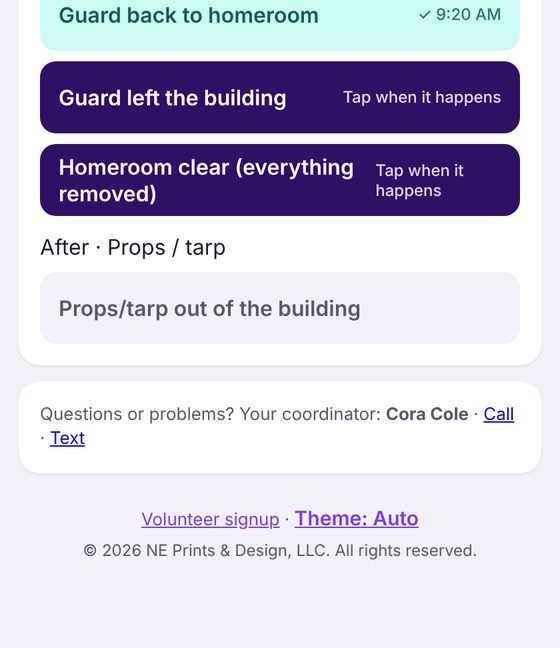 Guard back to homeroom ✓ 9:20 AM
Guard left the building Tap when it happens
Homeroom clear (everything Tap when it
removed) happens
After · Props / tarp
Props/tarp out of the building
Questions or problems? Your coordinator: Cora Cole · Call
· Text
Volunteer signup · Theme: Auto
© 2026 NE Prints & Design, LLC. All rights reserved.